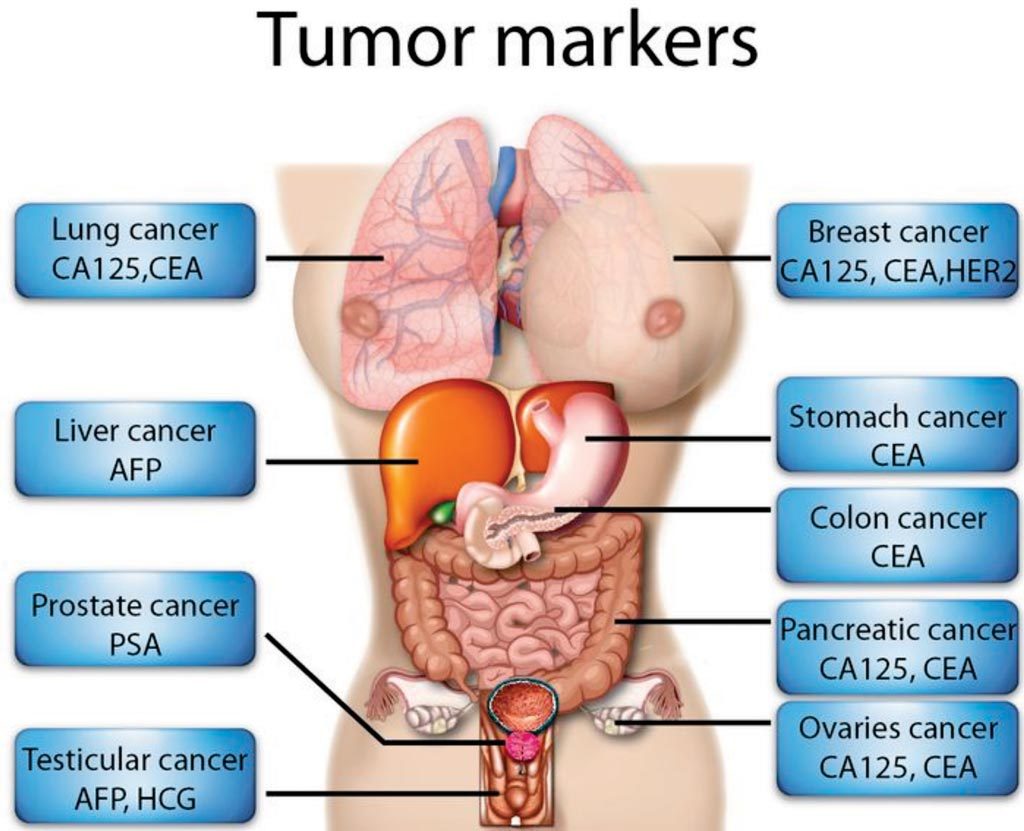 Tumor markers
Lung cancer
CA125,CEA
Liver cancer
AFP
Prostate cancer
PSA
Testicular cancer
AFP, HCG
Breast cancer
CA125, CEA,HER2
Stomach cancer
CEA
Colon cancer
CEA
Pancreatic cancer
CA125, CEA
Ovaries cancer
CA125, CEA